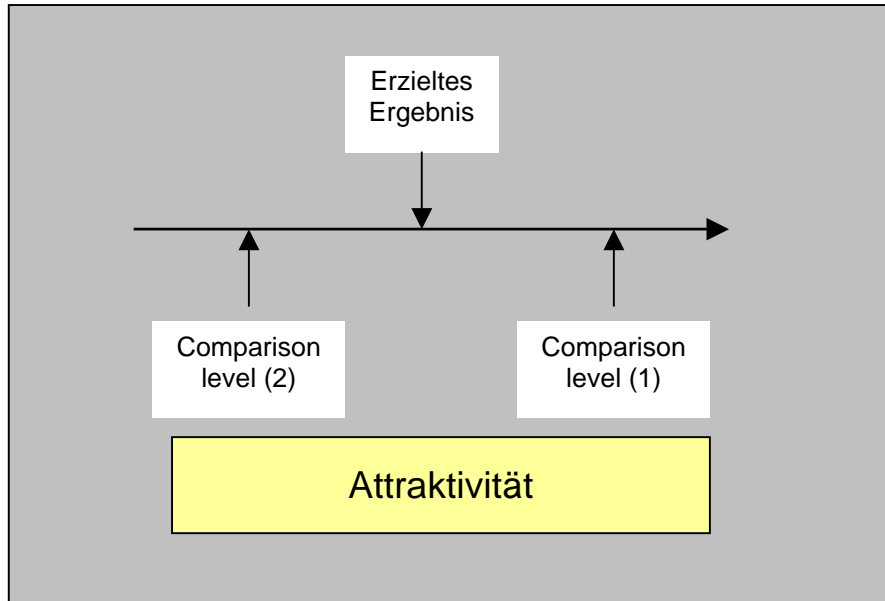 Erzieltes
Ergebnis
Comparison
level (2)
Comparison
level (1)
Attraktivität